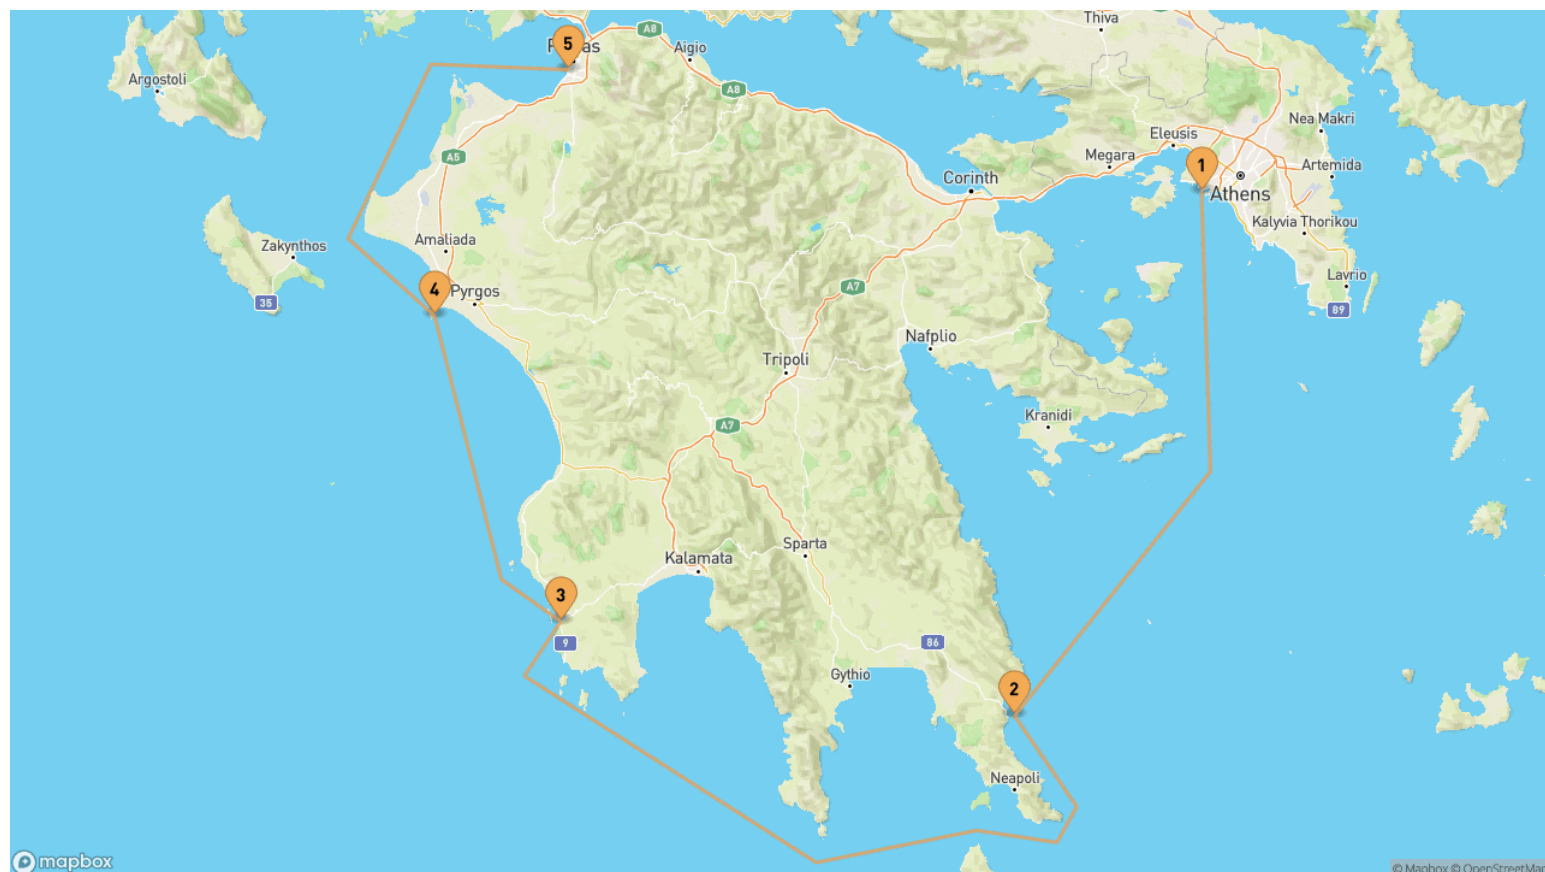 Thiva
A8
5
P as
Aigio
Argostoli
A8
Nea Makri
Eleusis
A5
Megara
1
Artemida
Corinth
Athens
Kalyvia Thorikou
Amaliada
Zakynthos
Lavrio
4
Pyrgos
A7
35
89
Nafplio
Tripoli
Kranidi
A7
Sparta
Kalamata
3
9
86
Gythio
2
Neapoli
mapbox
© Mapbox © OpenStreetMap